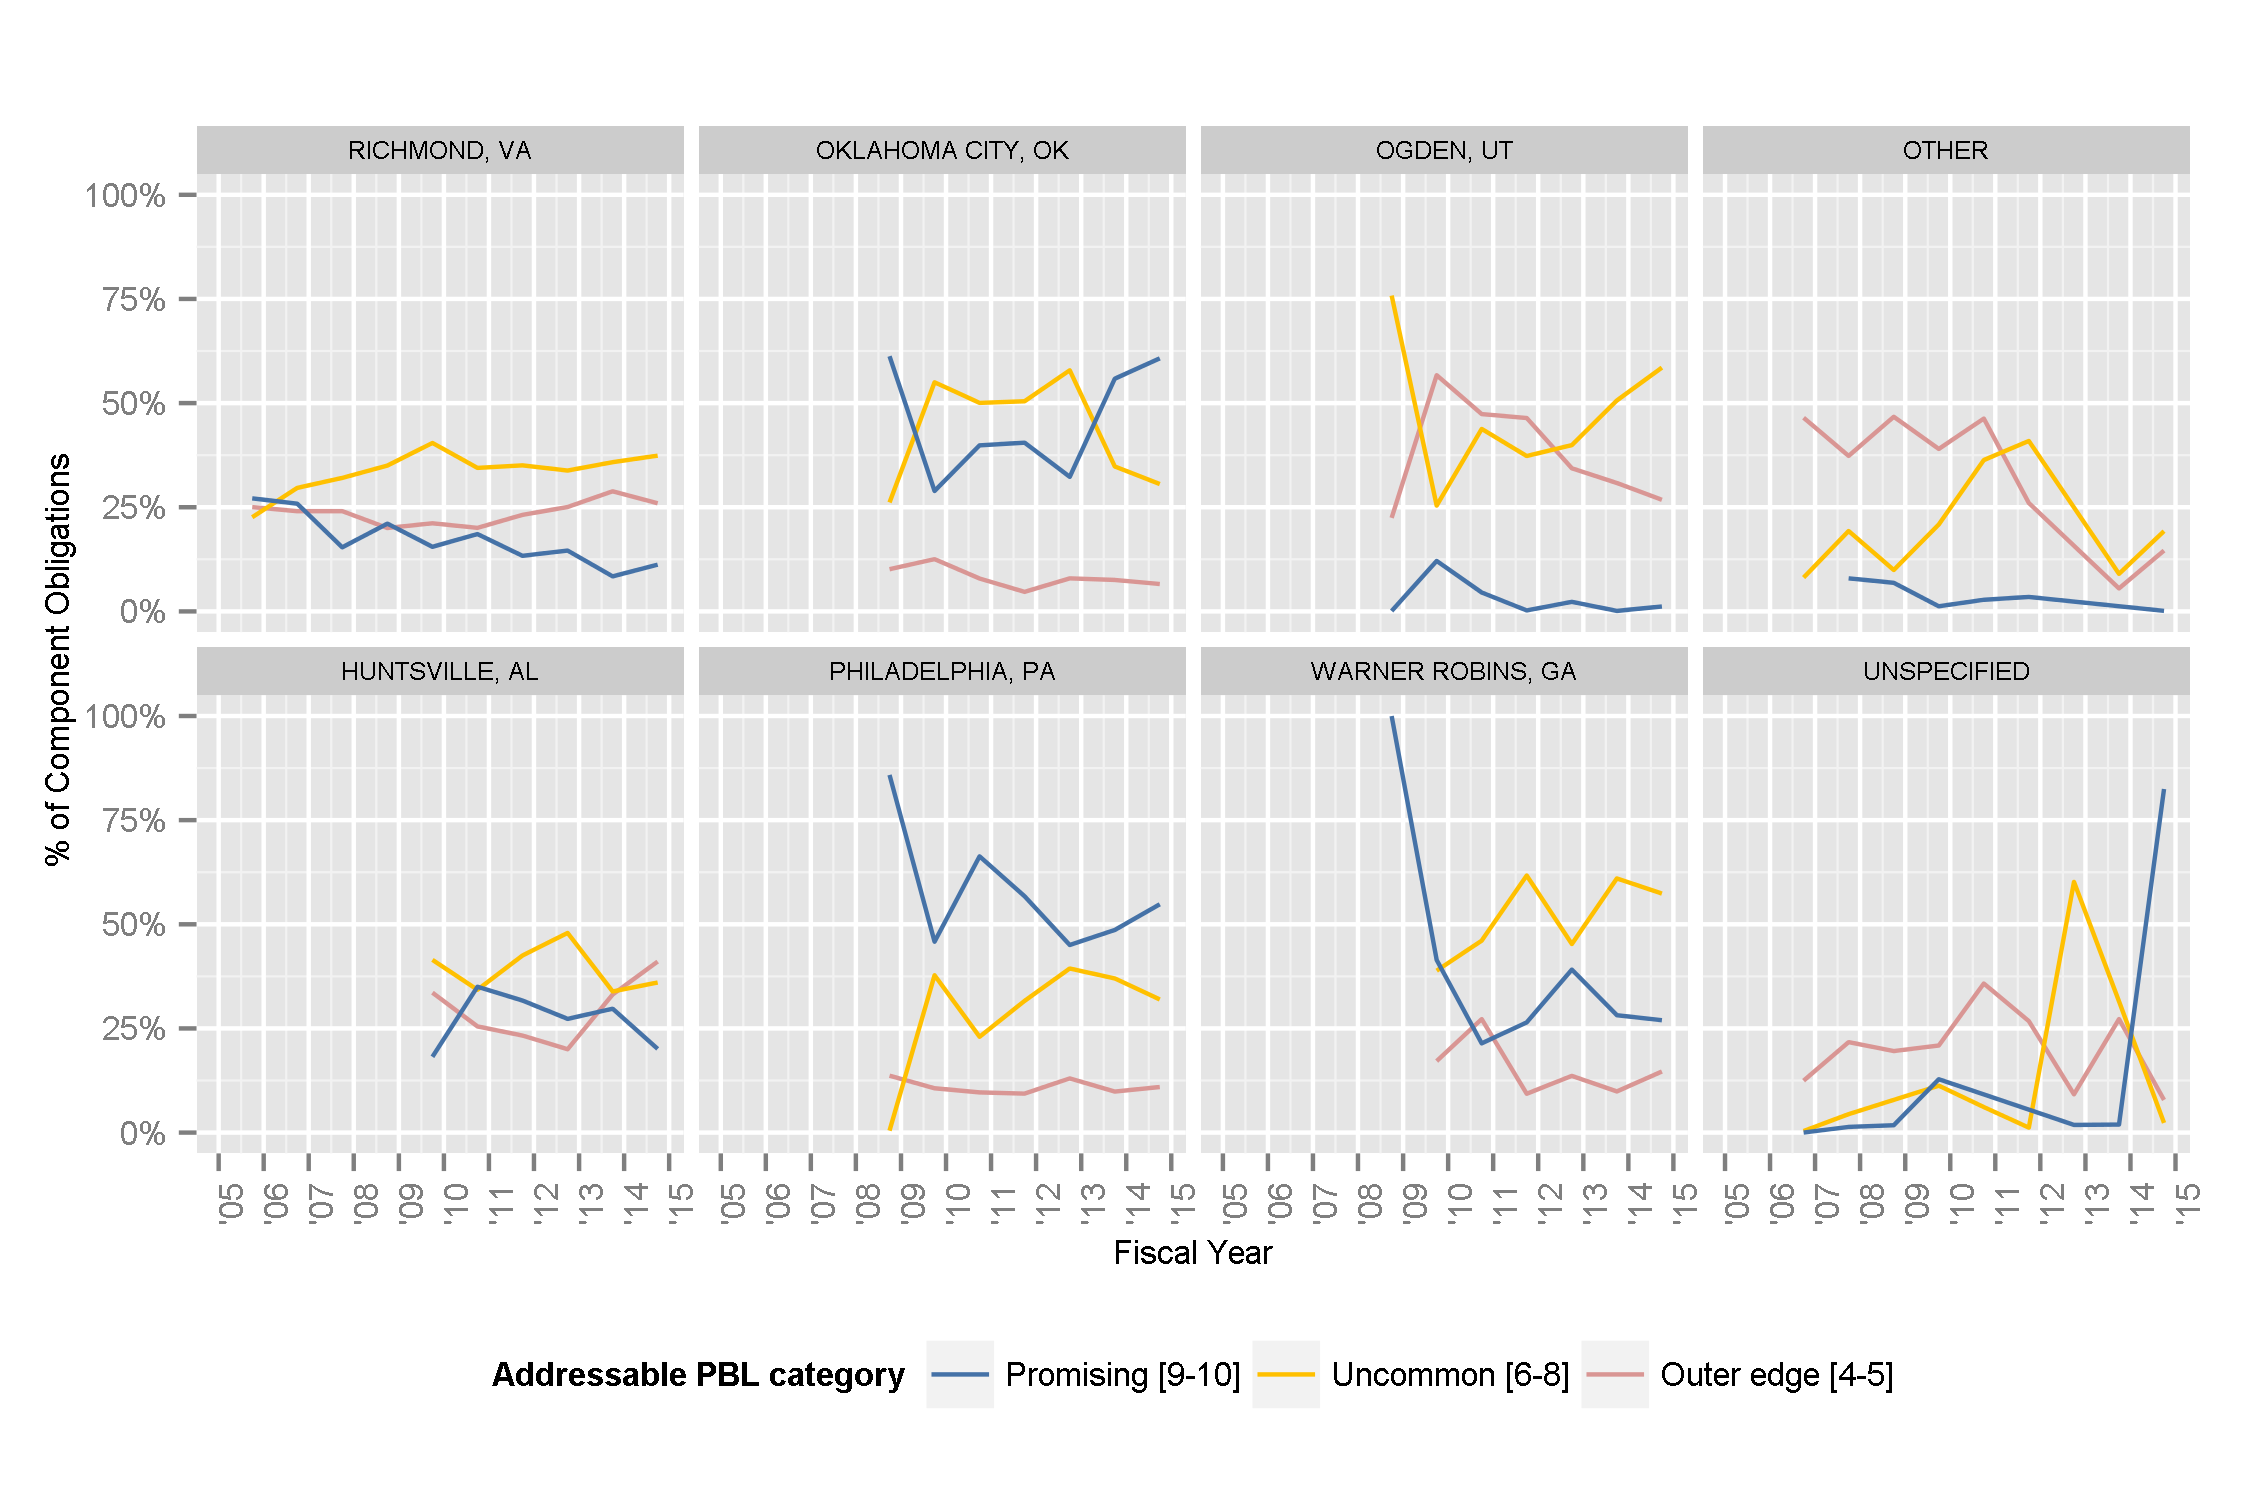 RICHMOND, VA
OKLAHOMA CITY, OK
OGDEN, UT
OTHER
100%
75%
50%
25%
0%
HUNTSVILLE, AL
PHILADELPHIA, PA
WARNER ROBINS, GA
UNSPECIFIED
100%
75%
50%
25%
0%
% of Component Obligations
'05 '06 '07 '08 '09 '10 '11 '12 '13 '14 '15
'05 '06 '07 '08 '09 '10 '11 '12 '13 '14 '15
'05 '06 '07 '08 '09 '10 '11 '12 '13 '14 '15
'05 '06 '07 '08 '09 '10 '11 '12 '13 '14 '15
Fiscal Year
Addressable PBL category Promising [9-10] Uncommon [6-8] Outer edge [4-5]